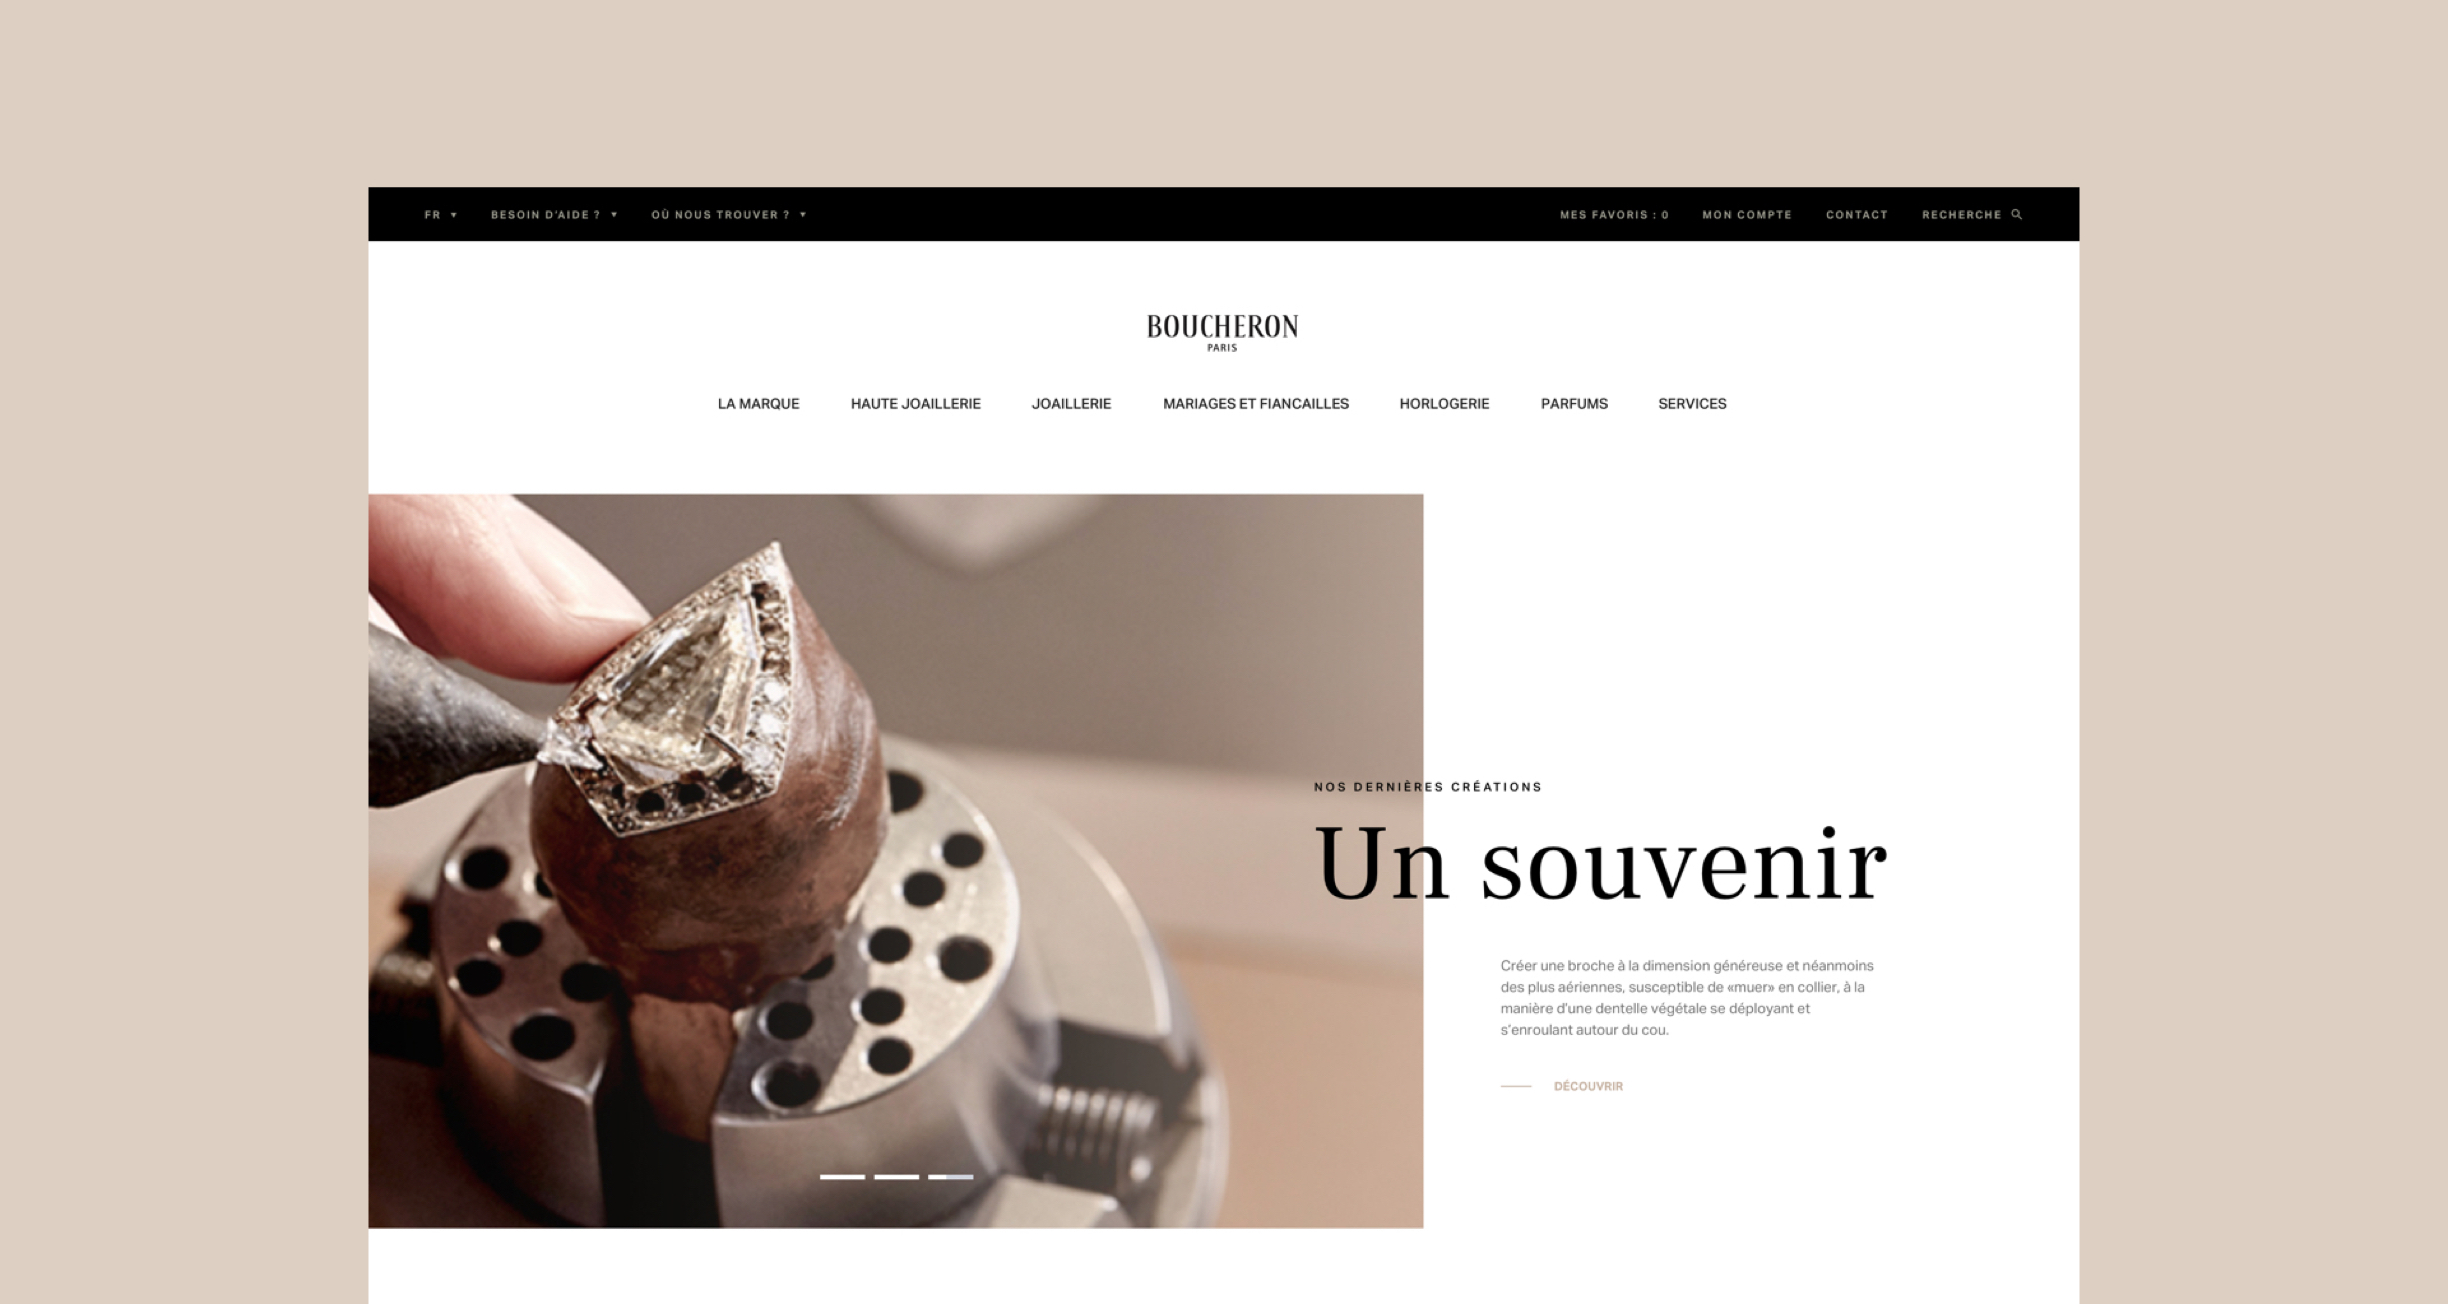 FR BESOIN D'AIDE ? OÙ NOUS TROUVER ? MES FAVORIS : 0 MON COMPTE CONTACT RECHERCHE
BOUCHERON
PARIS
LA MARQUE HAUTE JOAILLERIE JOAILLERIE MARIAGES ET FIANCAILLES HORLOGERIE PARFUMS SERVICES
NOS DERNIÈRES CRÉATIONS
Un souvenir
Créer une broche à la dimension généreuse et néanmoins
des plus aériennes, susceptible de «muer» en collier, à la
manière d'une dentelle végétale se déployant et
s'enroulant autour du cou.
DÉCOUVRIR